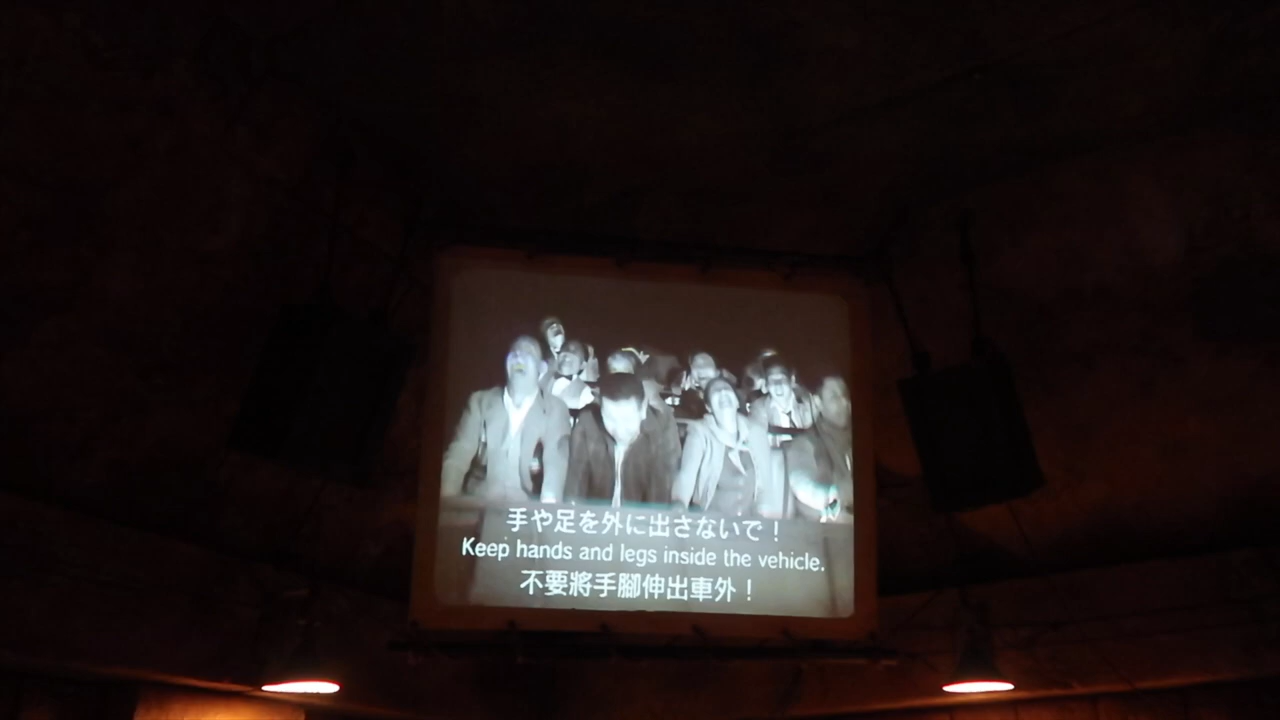 手や足を外に出さないで！
Keep hands and legs inside the vehicle.
不要將手腳伸出車外！